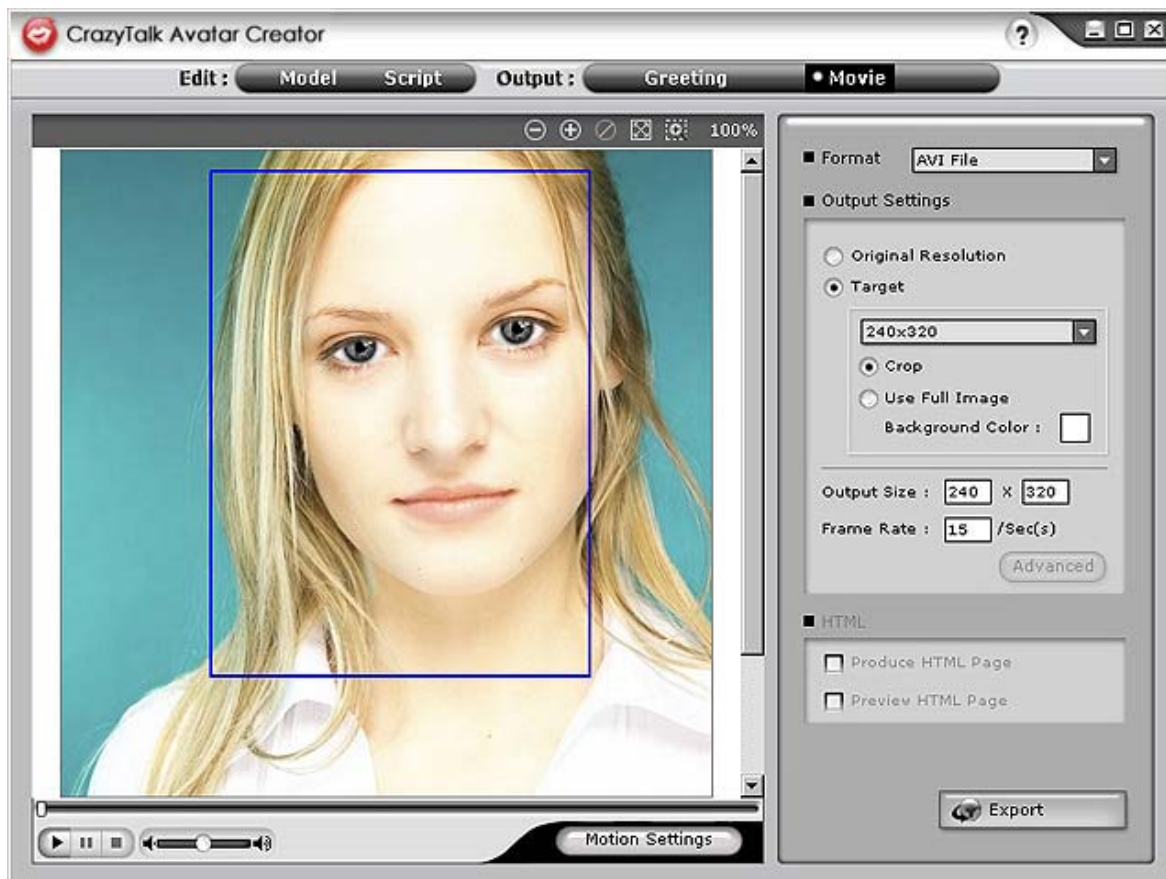 CrazyTalk Avatar Creator
?
Edit : Model Script Output : Greeting Movie
100%
Format AVI File
Output Settings
Original Resolution
Target
240x320
Crop
Use Full Image
Background Color :
Output Size : 240 X 320
Frame Rate : 15 /Sec(s)
Advanced
HTML
Produce HTML Page
Preview HTML Page
Export
Motion Settings